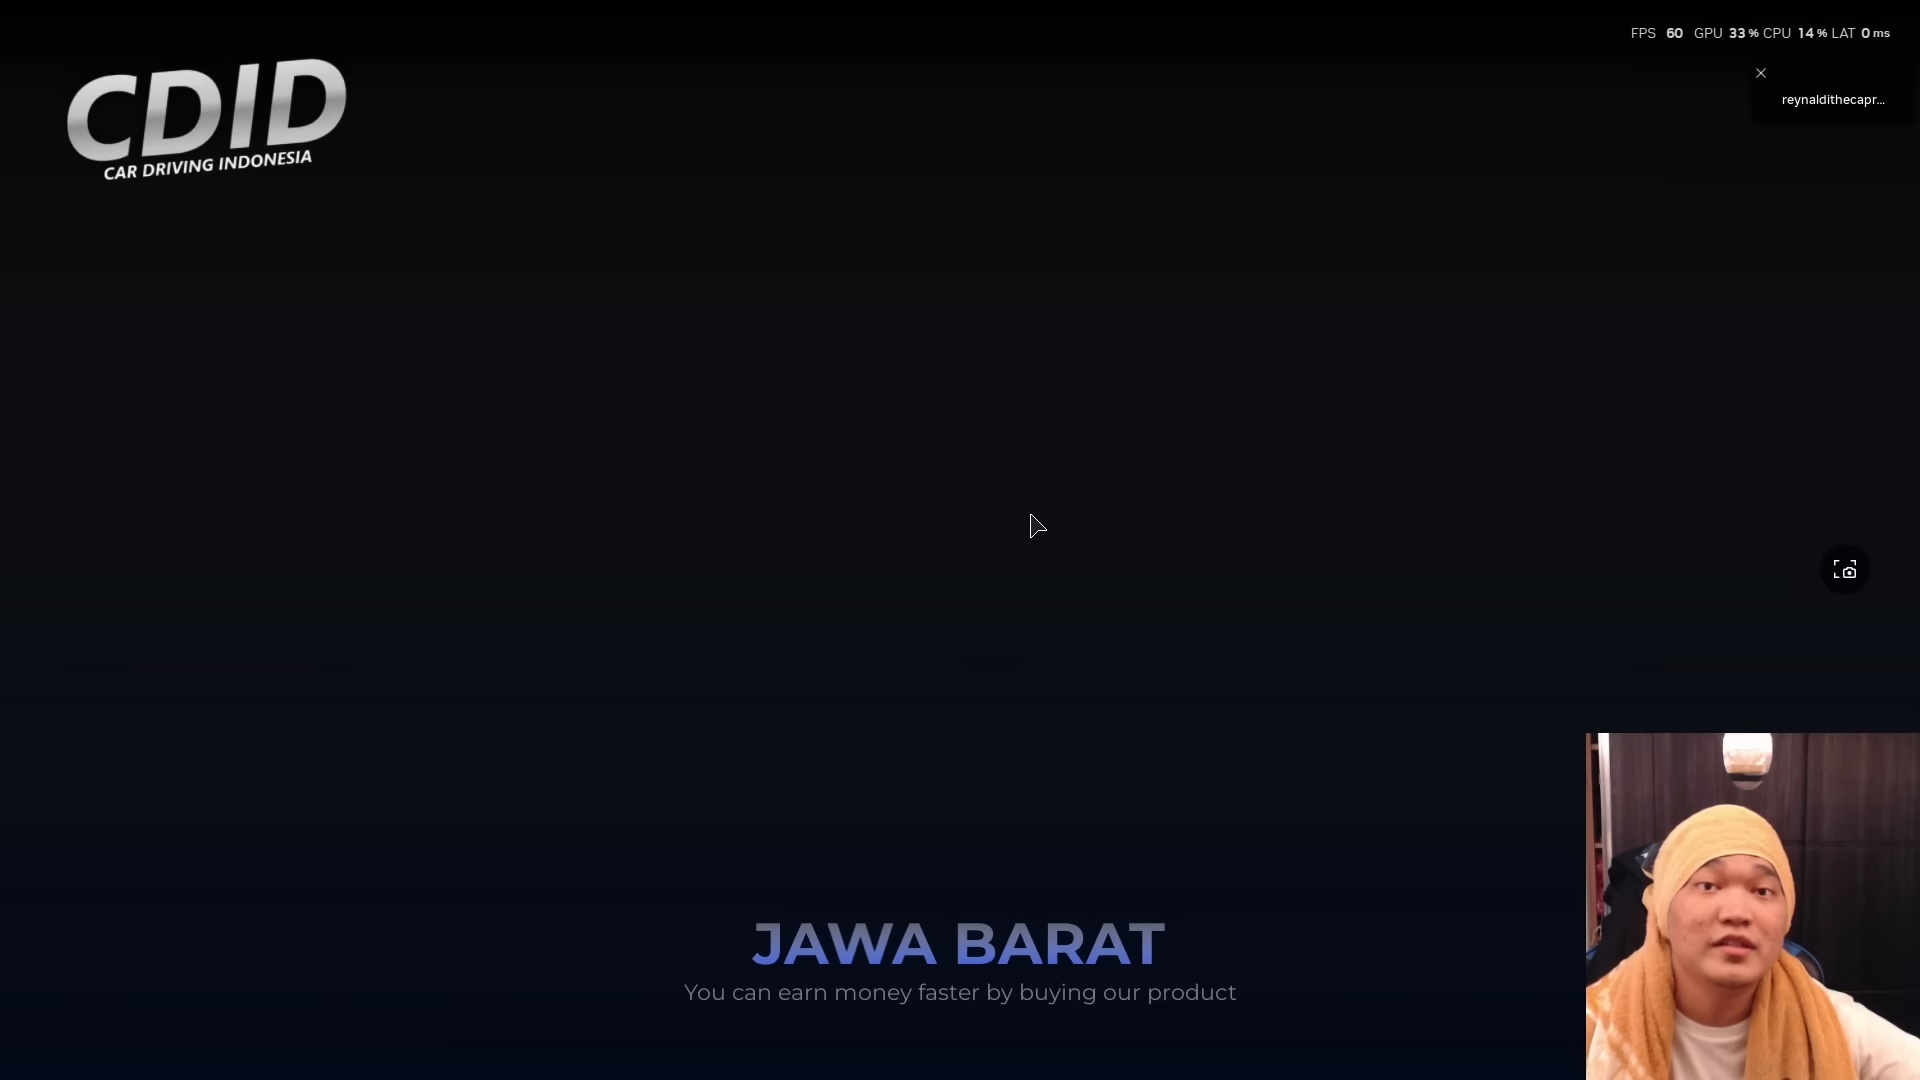 FPS 60 GPU 33 % CPU 14 % LAT 0 ms
CDID
CAR DRIVING INDONESIA
reynaldithecapr...
JAWA BARAT
You can earn money faster by buying our product